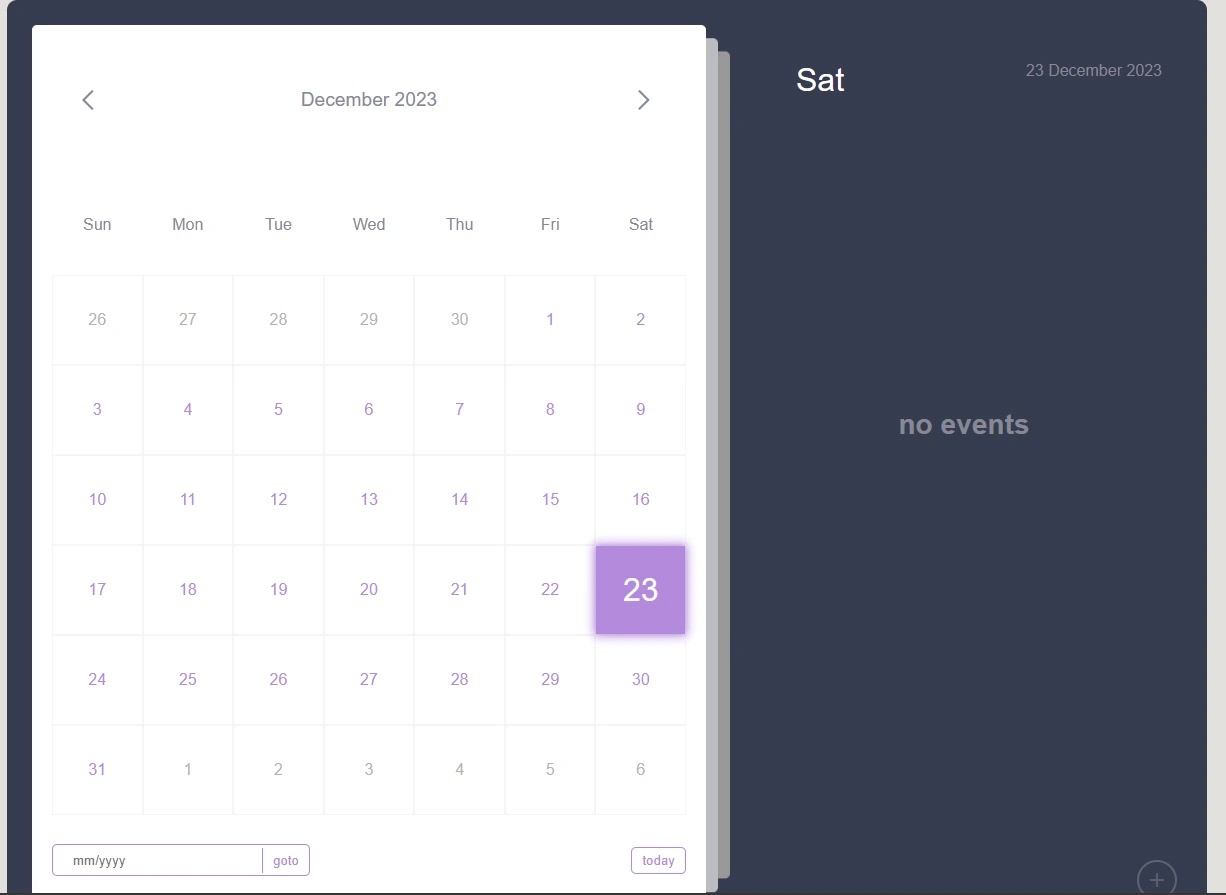 December 2023
Sun Mon Tue Wed Thu Fri Sat
26 27 28 29 30 1 2
3 4 5 6 7 8 9
10 11 12 13 14 15 16
17 18 19 20 21 22 23
24 25 26 27 28 29 30
31 1 2 3 4 5 6
mm/yyyy goto today
Sat 23 December 2023
no events